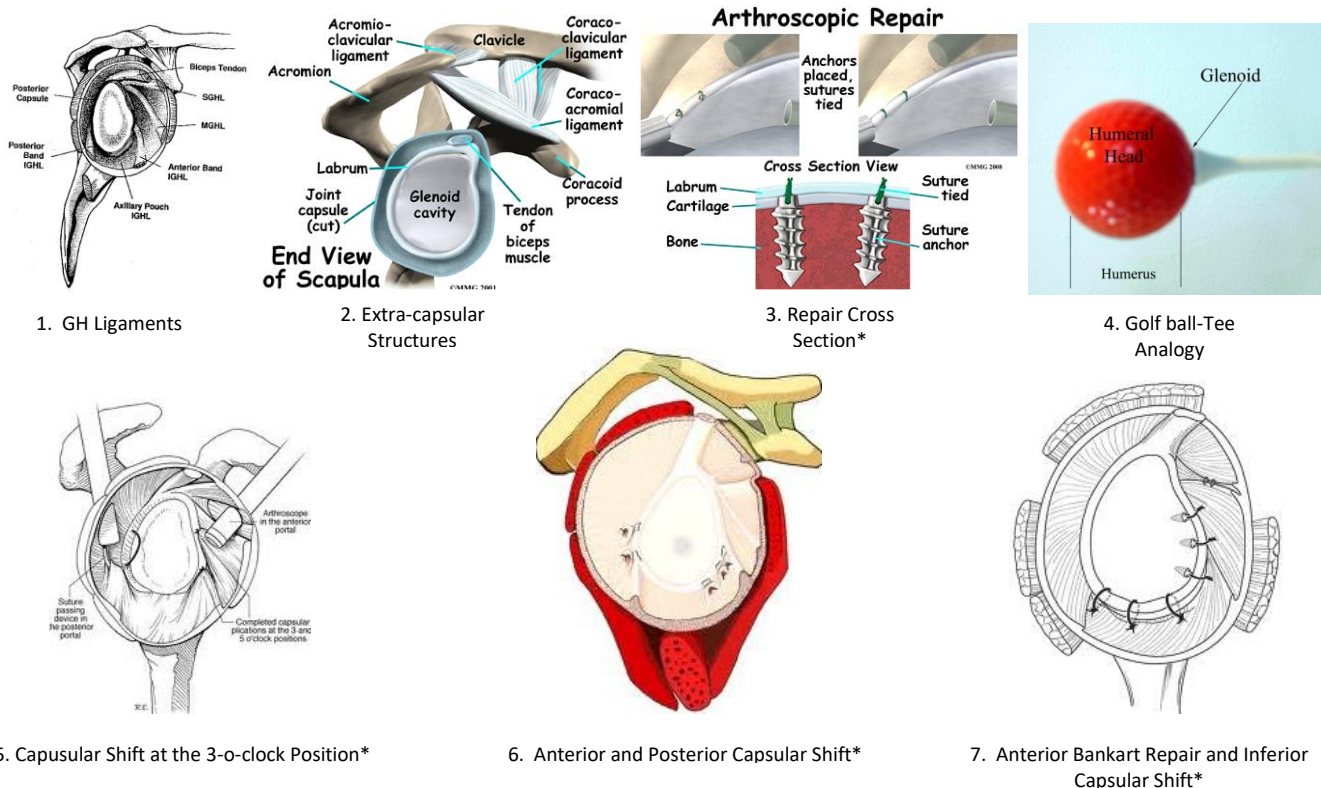 Biceps Tendon
Posterior
Capsule
SGHL
MGHL
Posterior
Band
IGHL
Anterior Band
IGHL
Axillary Pouch
IGHL
1. GH Ligaments
Acromio-
clavicular
ligament
Clavicle
Coraco-
clavicular
ligament
Acromion
Coraco-
acromial
ligament
Labrum
Joint
capsule
(cut)
Glenoid
cavity
Coracoid
process
Tendon
of
biceps
muscle
End View
of Scapula
©MMG 2001
2. Extra-capsular
Structures
Arthroscopic Repair
Anchors
placed,
sutures
tied
Cross Section View
©MMG 2008
Labrum
Cartilage
Bone
Suture
tied
Suture
anchor
3. Repair Cross
Section*
Glenoid
Humeral
Head
Humerus
4. Golf ball-Tee
Analogy
Arthroscope
in the anterior
portal
Suture
passing
device in
the posterior
portal
Completed capsular
plications at the 3 and
5 o'clock positions
R.E.
5. Capusular Shift at the 3-o-clock Position*
6. Anterior and Posterior Capsular Shift*
7. Anterior Bankart Repair and Inferior
Capsular Shift*